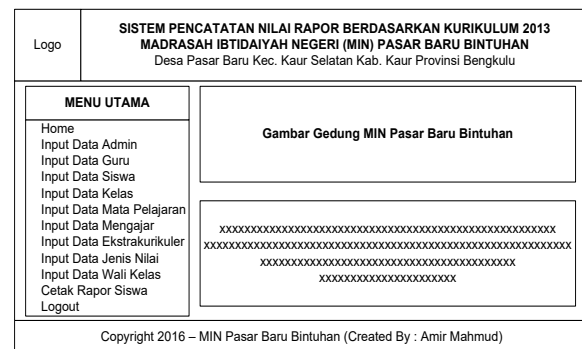 Logo
SISTEM PENCATATAN NILAI RAPOR BERDASARKAN KURIKULUM 2013
MADRASAH IBTIDAIYAH NEGERI (MIN) PASAR BARU BINTUHAN
Desa Pasar Baru Kec. Kaur Selatan Kab. Kaur Provinsi Bengkulu
MENU UTAMA
Home
Input Data Admin
Input Data Guru
Input Data Siswa
Input Data Kelas
Input Data Mata Pelajaran
Input Data Mengajar
Input Data Ekstrakurikuler
Input Data Jenis Nilai
Input Data Wali Kelas
Cetak Rapor Siswa
Logout
Gambar Gedung MIN Pasar Baru Bintuhan
xxxxxxxxxxxxxxxxxxxxxxxxxxxxxxxxxxxxxxxxxxxxxxxxxxxxxx
xxxxxxxxxxxxxxxxxxxxxxxxxxxxxxxxxxxxxxxxxxxxxxxxxxxxxxxxxxx
xxxxxxxxxxxxxxxxxxxxxxxxxxxxxxxxxxxxxxxxx
xxxxxxxxxxxxxxxxxxxxxx
Copyright 2016 – MIN Pasar Baru Bintuhan (Created By : Amir Mahmud)